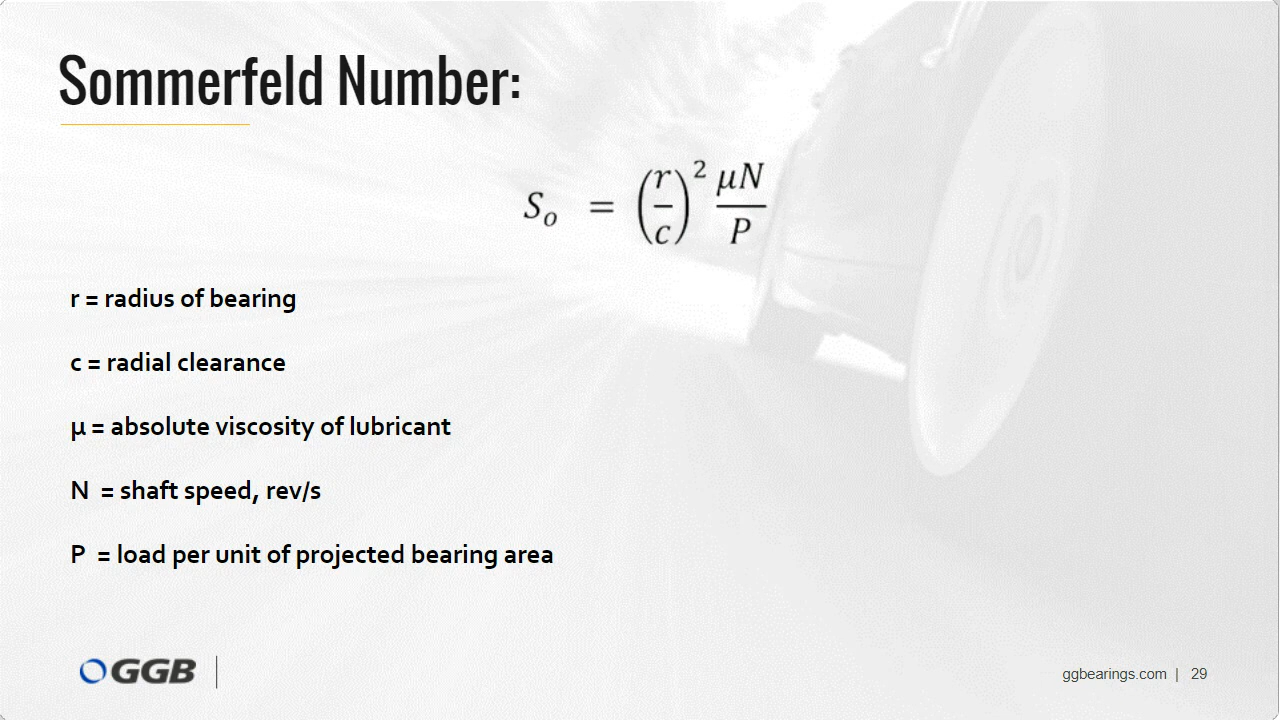 Sommerfeld Number:
Sₒ = (r/c)² μN/P
r = radius of bearing
c = radial clearance
μ = absolute viscosity of lubricant
N = shaft speed, rev/s
P = load per unit of projected bearing area
GGB
ggbearings.com | 29